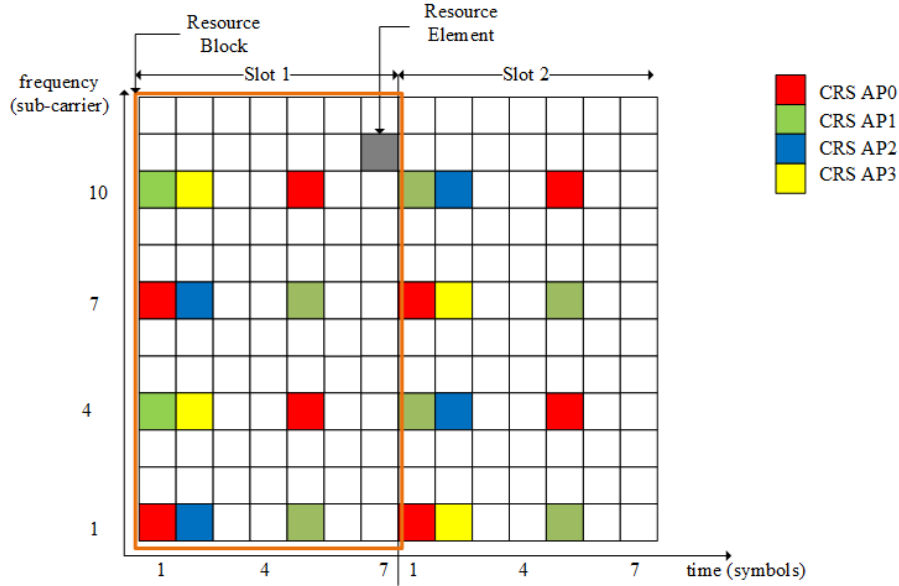 Resource
Block
Resource
Element
Slot 1
Slot 2
frequency
(sub-carrier)
CRS AP0
CRS AP1
CRS AP2
CRS AP3
10
7
4
1
1 4 7 1 4 7 time (symbols)